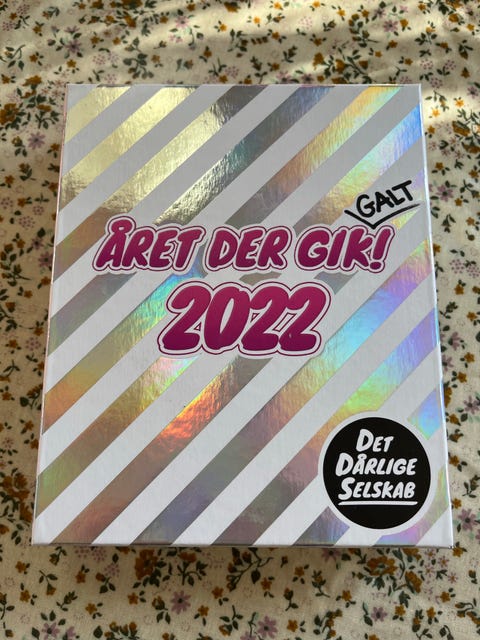 GALT
ÅRET DER GIK!
2022
DET
DÅRLIGE
SELSKAB